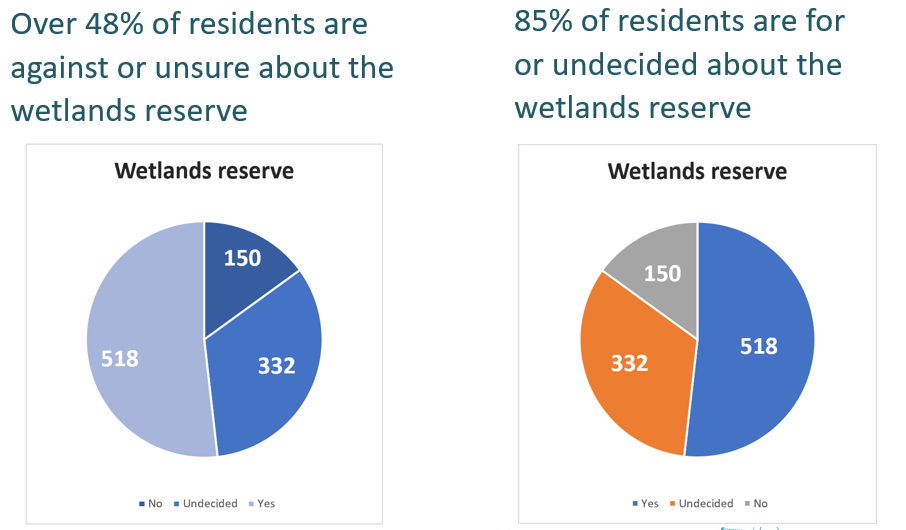 Over 48% of residents are
against or unsure about the
wetlands reserve
Wetlands reserve
150
332
518
No Undecided Yes
85% of residents are for
or undecided about the
wetlands reserve
Wetlands reserve
150
518
332
Yes Undecided No